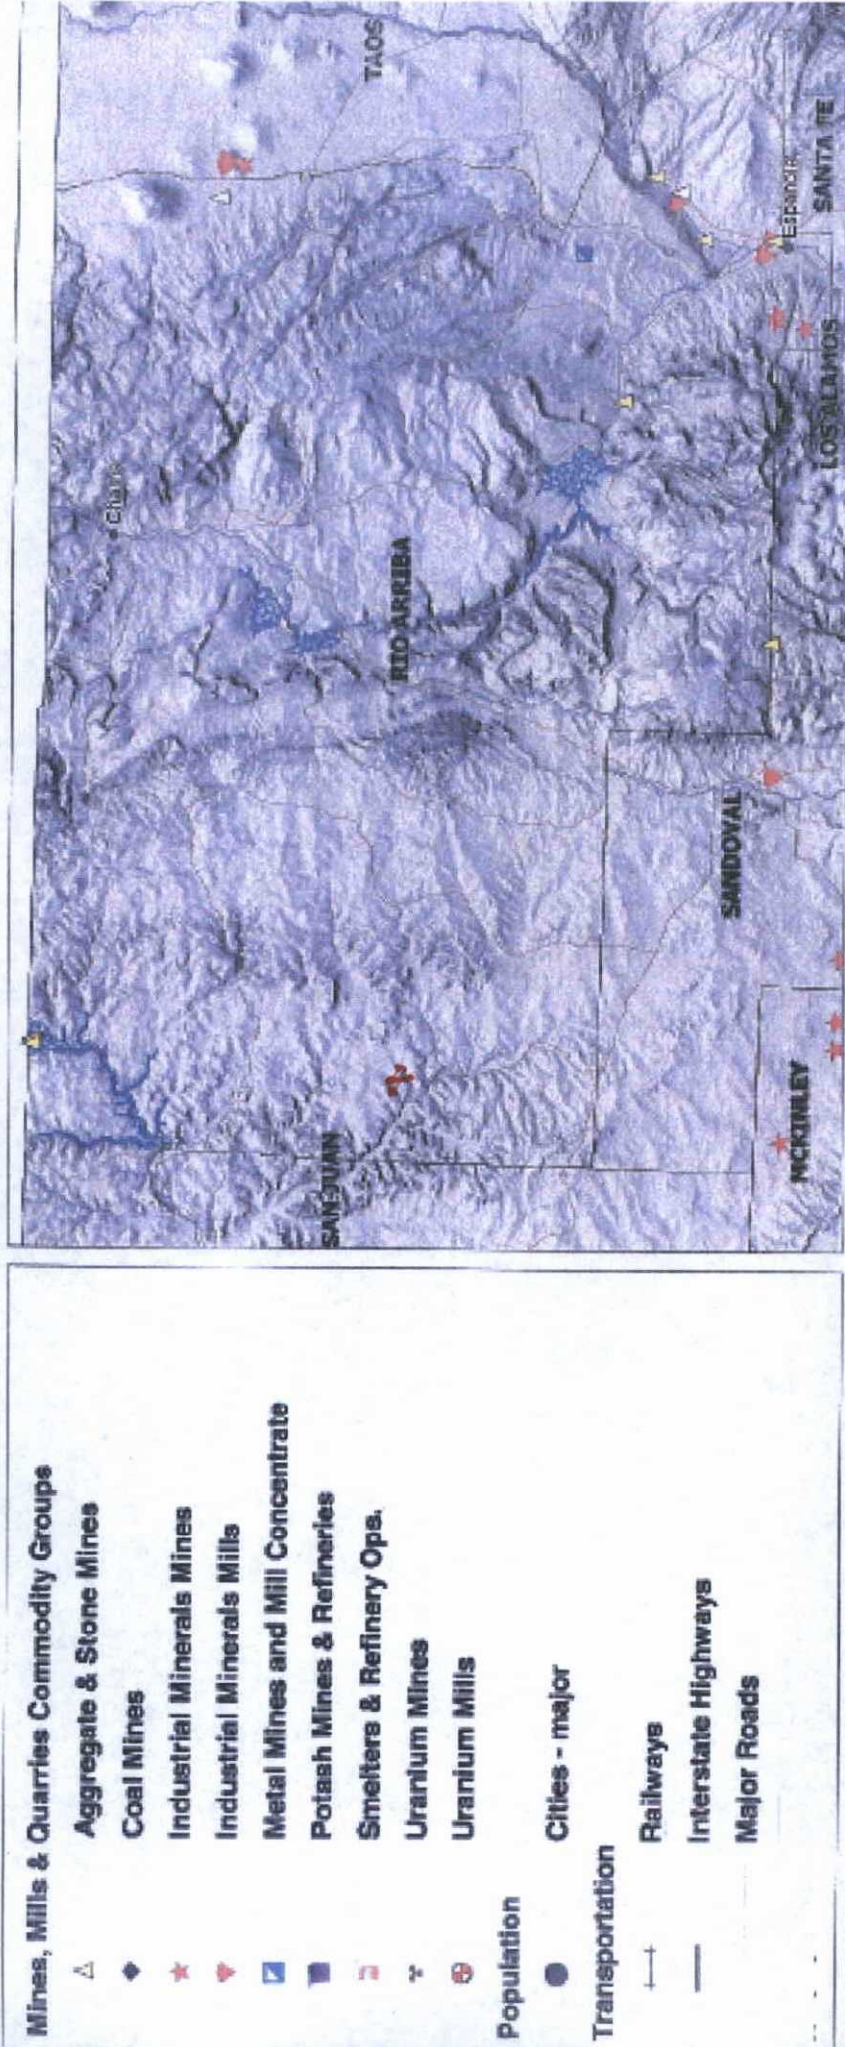 Mines, Mills & Quarries Commodity Groups
Aggregate & Stone Mines
Coal Mines
Industrial Minerals Mines
Industrial Minerals Mills
Metal Mines and Mill Concentrate
Potash Mines & Refineries
Smelters & Refinery Ops.
Uranium Mines
Uranium Mills
Population
Cities - major
Transportation
Railways
Interstate Highways
Major Roads
TAOS
RIO ARRIBA
SAN JUAN
SANDOVAL
MCKINLEY
LOS ALAMOS
SANTA FE